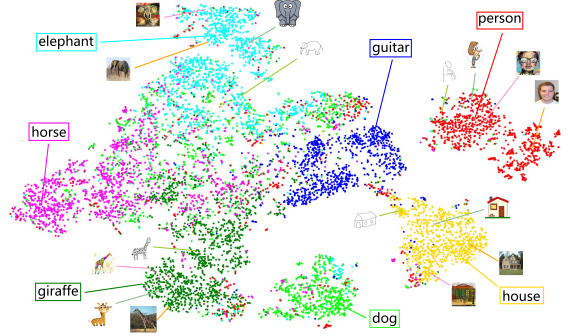 person
elephant
guitar
horse
giraffe
house
dog